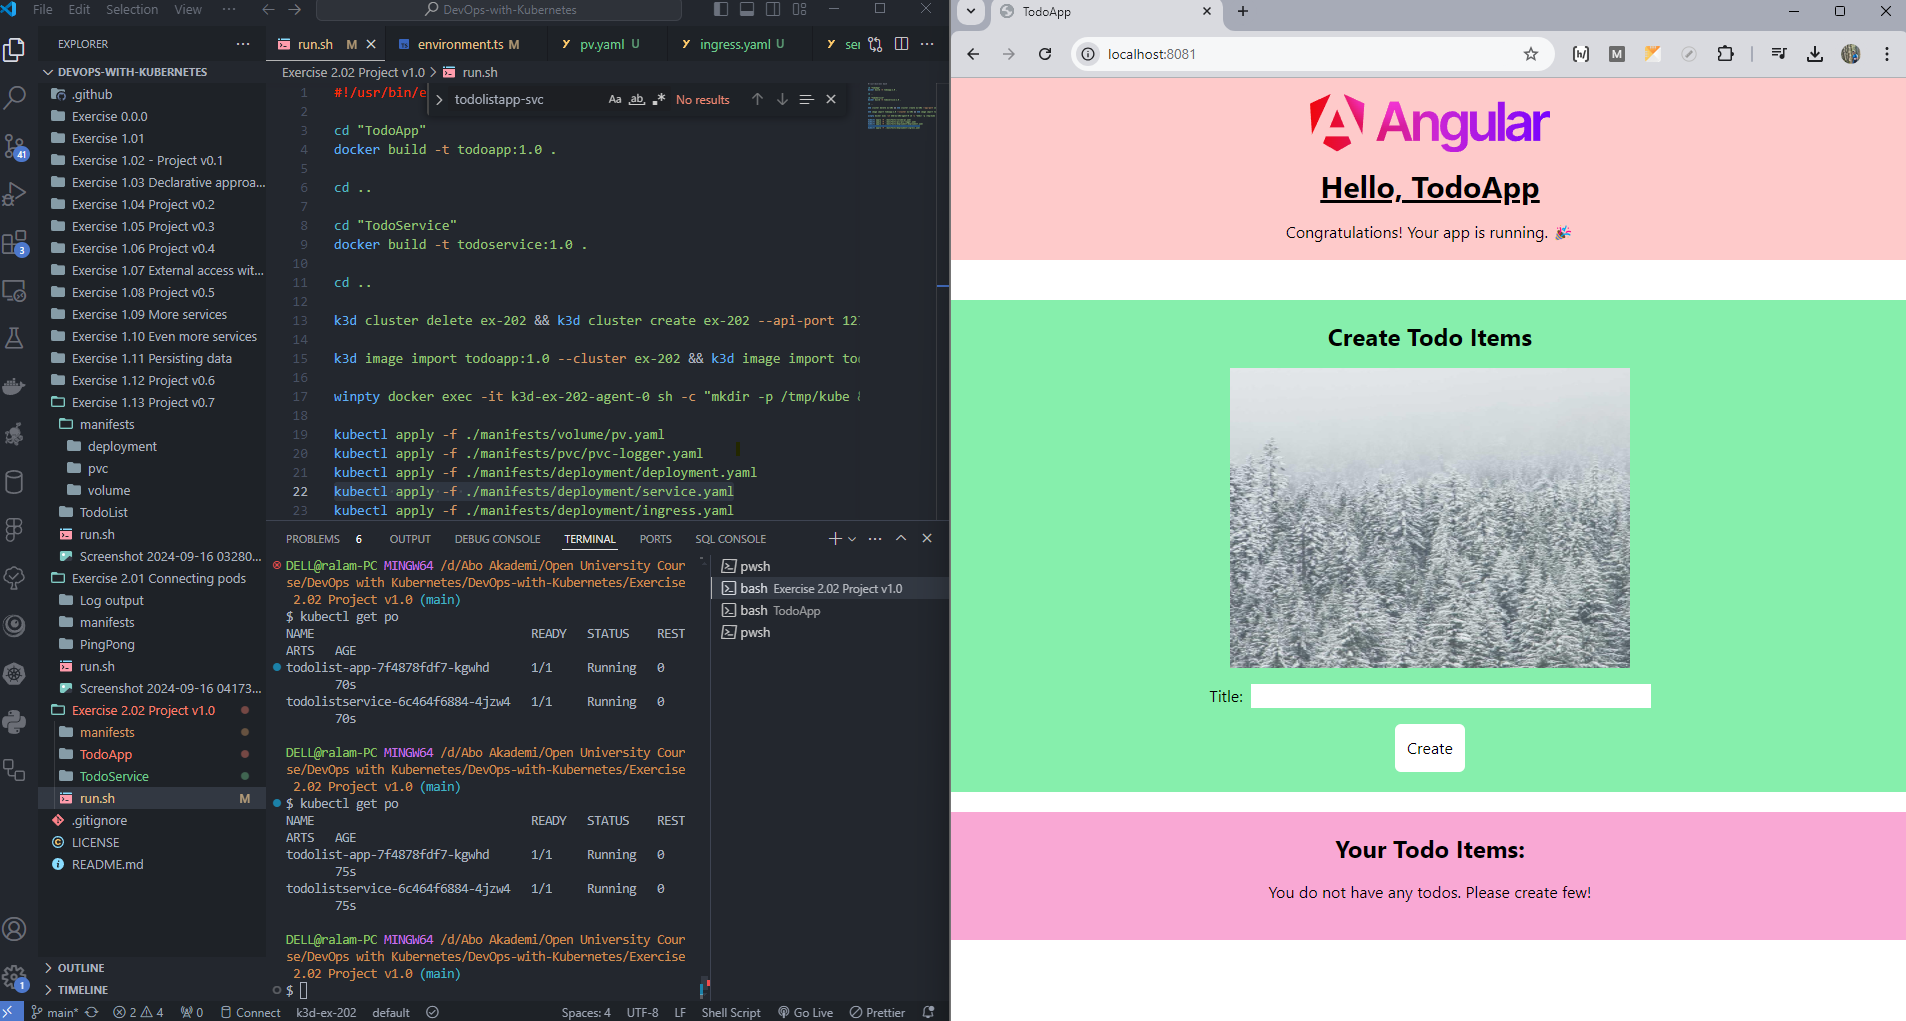 File Edit Selection View ··· DevOps-with-Kubernetes
EXPLORER ···
DEVOPS-WITH-KUBERNETES
.github
Exercise 0.0.0
Exercise 1.01
Exercise 1.02 - Project v0.1
Exercise 1.03 Declarative approa...
Exercise 1.04 Project v0.2
Exercise 1.05 Project v0.3
Exercise 1.06 Project v0.4
Exercise 1.07 External access wit...
Exercise 1.08 Project v0.5
Exercise 1.09 More services
Exercise 1.10 Even more services
Exercise 1.11 Persisting data
Exercise 1.12 Project v0.6
Exercise 1.13 Project v0.7
manifests
deployment
pvc
volume
TodoList
run.sh
Screenshot 2024-09-16 03280...
Exercise 2.01 Connecting pods
Log output
manifests
PingPong
run.sh
Screenshot 2024-09-16 04173...
Exercise 2.02 Project v1.0
manifests
TodoApp
TodoService
run.sh M
.gitignore
LICENSE
README.md
OUTLINE
TIMELINE
41
3
1
run.sh M environment.ts M pv.yaml U ingress.yaml U ser
Exercise 2.02 Project v1.0 > run.sh
todolistapp-svc Aa ab .* No results
1 #!/usr/bin/e
2
3 cd "TodoApp"
4 docker build -t todoapp:1.0 .
5
6 cd ..
7
8 cd "TodoService"
9 docker build -t todoservice:1.0 .
10
11 cd ..
12
13 k3d cluster delete ex-202 && k3d cluster create ex-202 --api-port 127
14
15 k3d image import todoapp:1.0 --cluster ex-202 && k3d image import tod
16
17 winpty docker exec -it k3d-ex-202-agent-0 sh -c "mkdir -p /tmp/kube &
18
19 kubectl apply -f ./manifests/volume/pv.yaml
20 kubectl apply -f ./manifests/pvc/pvc-logger.yaml
21 kubectl apply -f ./manifests/deployment/deployment.yaml
22 kubectl apply -f ./manifests/deployment/service.yaml
23 kubectl apply -f ./manifests/deployment/ingress.yaml
PROBLEMS 6 OUTPUT DEBUG CONSOLE TERMINAL PORTS SQL CONSOLE
DELL@ralam-PC MINGW64 /d/Abo Akademi/Open University Cour
se/DevOps with Kubernetes/DevOps-with-Kubernetes/Exercise
2.02 Project v1.0 (main)
$ kubectl get po
NAME READY STATUS REST
ARTS AGE
todolist-app-7f4878fdf7-kgwhd 1/1 Running 0
70s
todolistservice-6c464f6884-4jzw4 1/1 Running 0
70s
DELL@ralam-PC MINGW64 /d/Abo Akademi/Open University Cour
se/DevOps with Kubernetes/DevOps-with-Kubernetes/Exercise
2.02 Project v1.0 (main)
$ kubectl get po
NAME READY STATUS REST
ARTS AGE
todolist-app-7f4878fdf7-kgwhd 1/1 Running 0
75s
todolistservice-6c464f6884-4jzw4 1/1 Running 0
75s
DELL@ralam-PC MINGW64 /d/Abo Akademi/Open University Cour
se/DevOps with Kubernetes/DevOps-with-Kubernetes/Exercise
2.02 Project v1.0 (main)
$
pwsh
bash Exercise 2.02 Project v1.0
bash TodoApp
pwsh
main* 2 4 0 Connect k3d-ex-202 default Spaces: 4 UTF-8 LF Shell Script Go Live Prettier
TodoApp
localhost:8081
Angular
Hello, TodoApp
Congratulations! Your app is running. 🎉
Create Todo Items
Title:
Create
Your Todo Items:
You do not have any todos. Please create few!